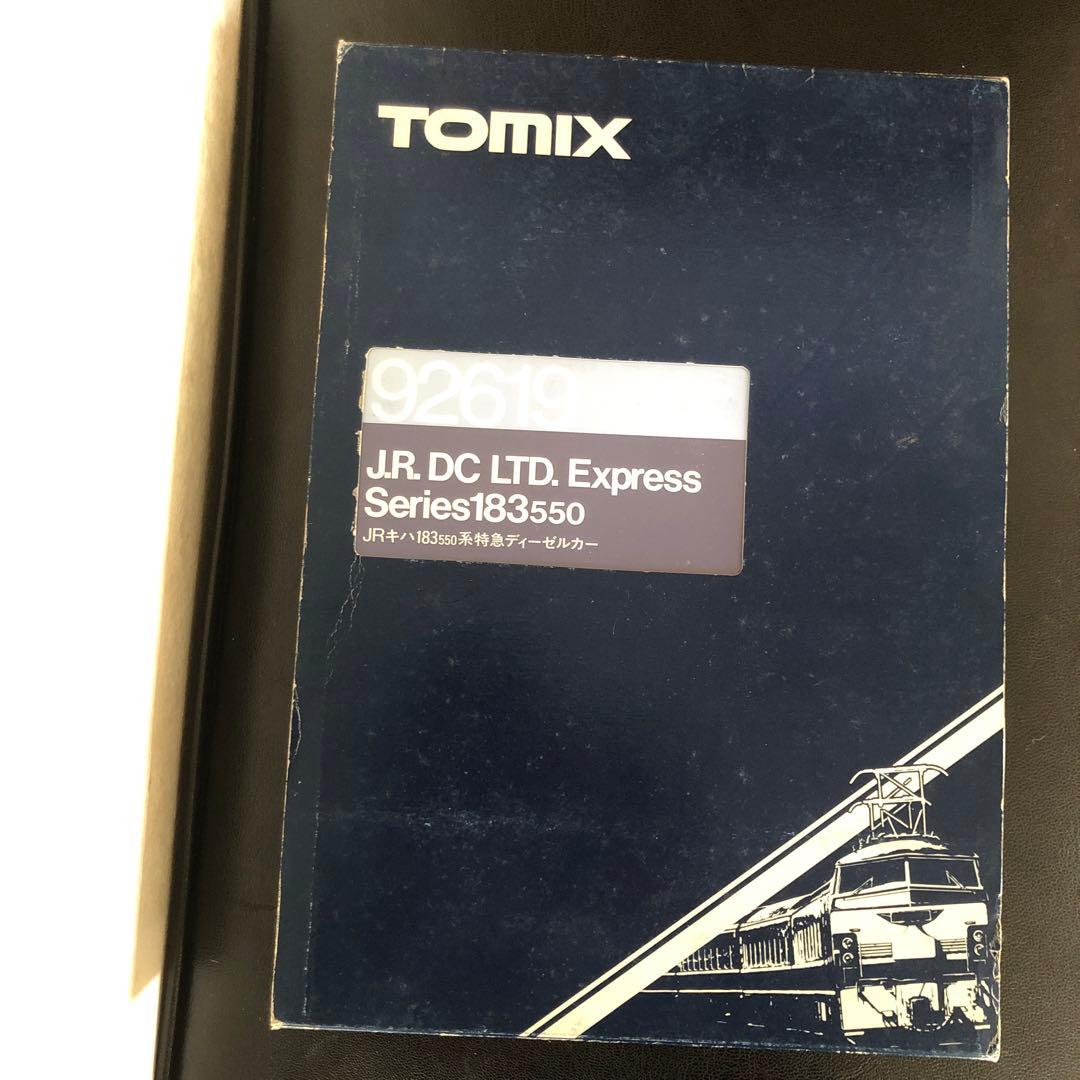 TOMIX
92619
J.R. DC LTD. Express
Series183550
JRキハ183550系特急ディーゼルカー